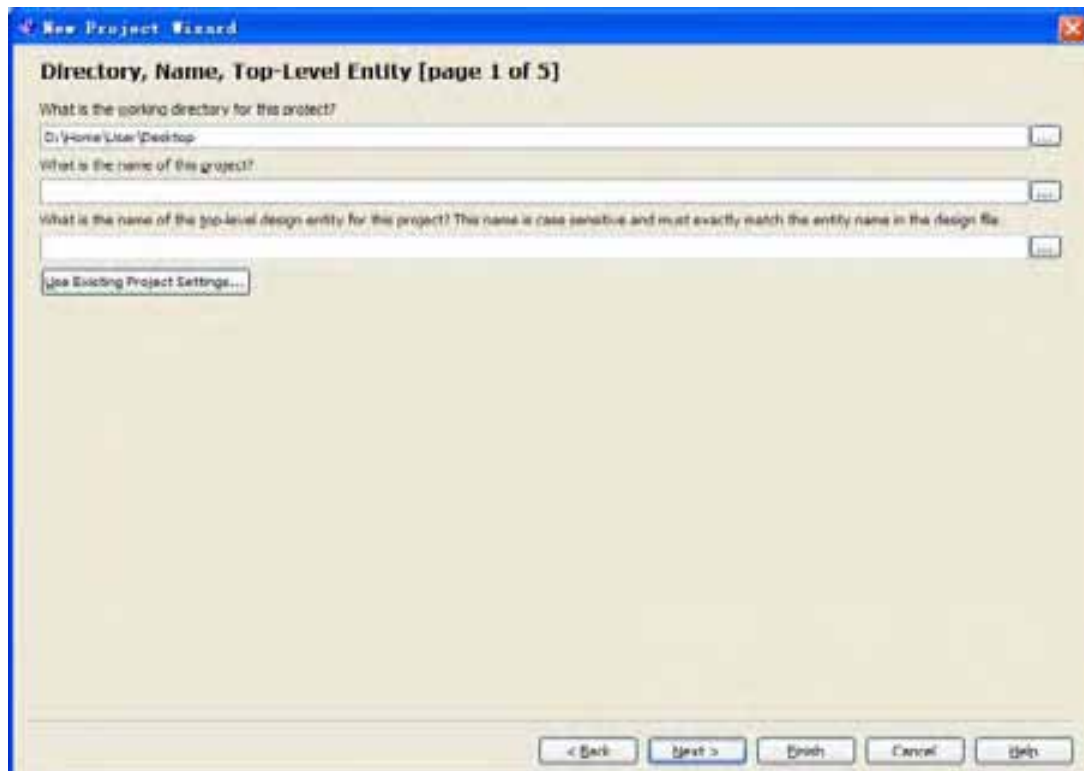 New Project Wizard
Directory, Name, Top-Level Entity [page 1 of 5]
What is the working directory for this project?
D:\Home\User\Desktop
...
What is the name of this project?
...
What is the name of the top-level design entity for this project? This name is case sensitive and must exactly match the entity name in the design file.
...
Use Existing Project Settings...
< Back
Next >
Finish
Cancel
Help